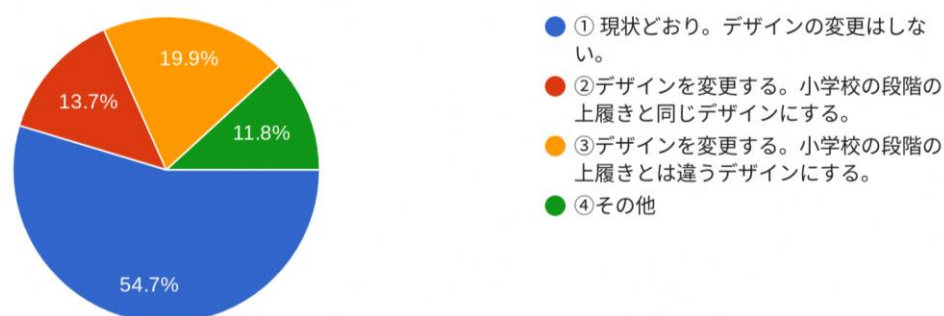 19.9%
13.7%
11.8%
54.7%
① 現状どおり。デザインの変更はしな
い。
②デザインを変更する。小学校の段階の
上履きと同じデザインにする。
③デザインを変更する。小学校の段階の
上履きとは違うデザインにする。
④その他